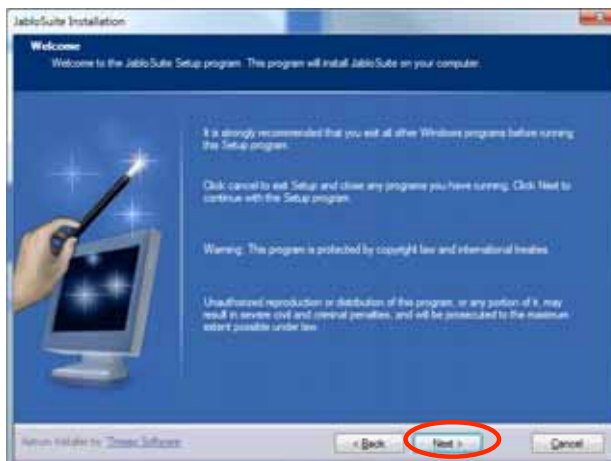 JabloSuite Installation
Welcome
Welcome to the JabloSuite Setup program. This program will install JabloSuite on your computer.
It is strongly recommended that you exit all other Windows programs before running
this Setup program.
Click cancel to exit Setup and close any programs you have running. Click Next to
continue with the Setup program.
Warning: This program is protected by copyright law and international treaties.
Unauthorized reproduction or distribution of this program, or any portion of it, may
result in severe civil and criminal penalties, and will be prosecuted to the maximum
extent possible under law.
Installer by Thraex Software
< Back
Next >
Cancel